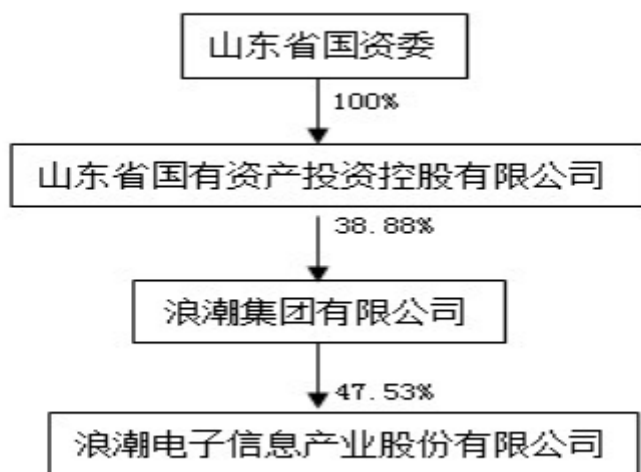 山东省国资委
100%
山东省国有资产投资控股有限公司
38.88%
浪潮集团有限公司
47.53%
浪潮电子信息产业股份有限公司